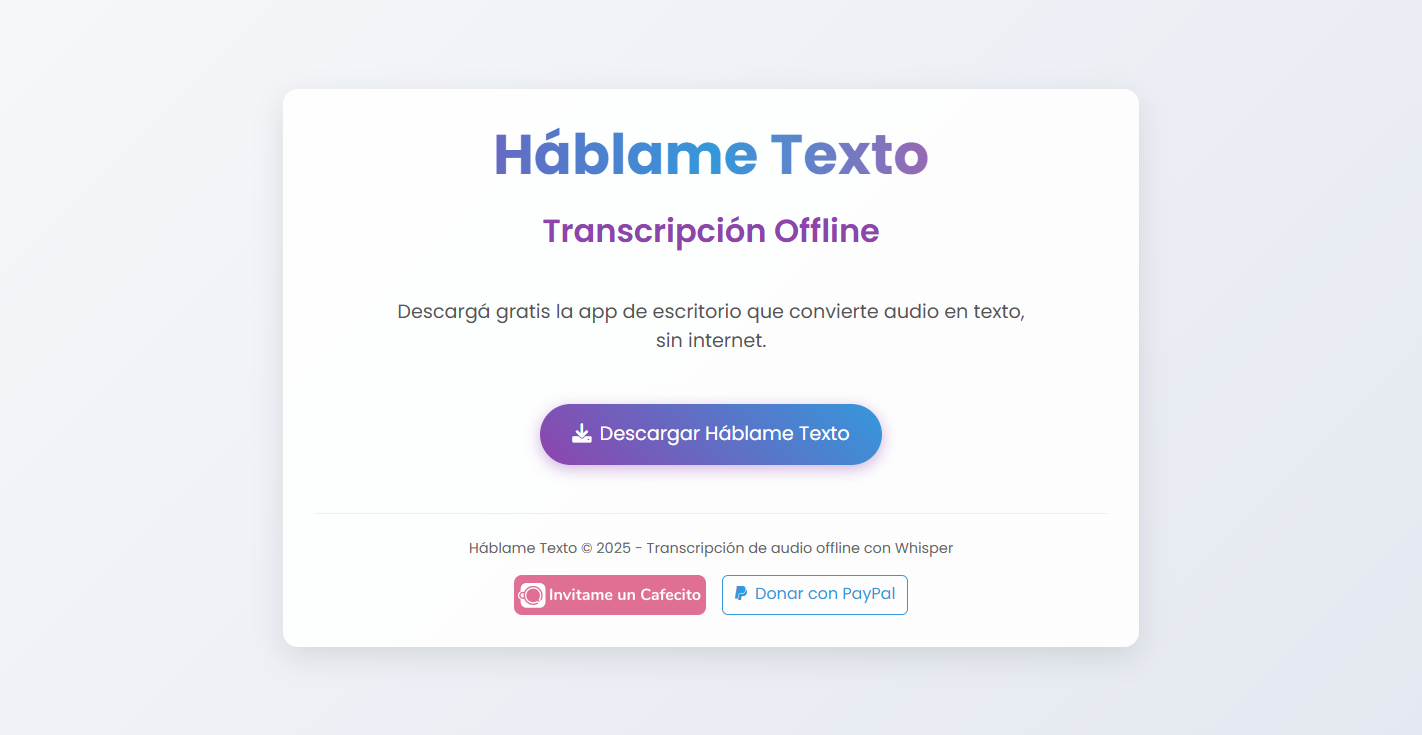 Háblame Texto
Transcripción Offline
Descargá gratis la app de escritorio que convierte audio en texto,
sin internet.
Descargar Háblame Texto
Háblame Texto © 2025 - Transcripción de audio offline con Whisper
Invitame un Cafecito
Donar con PayPal